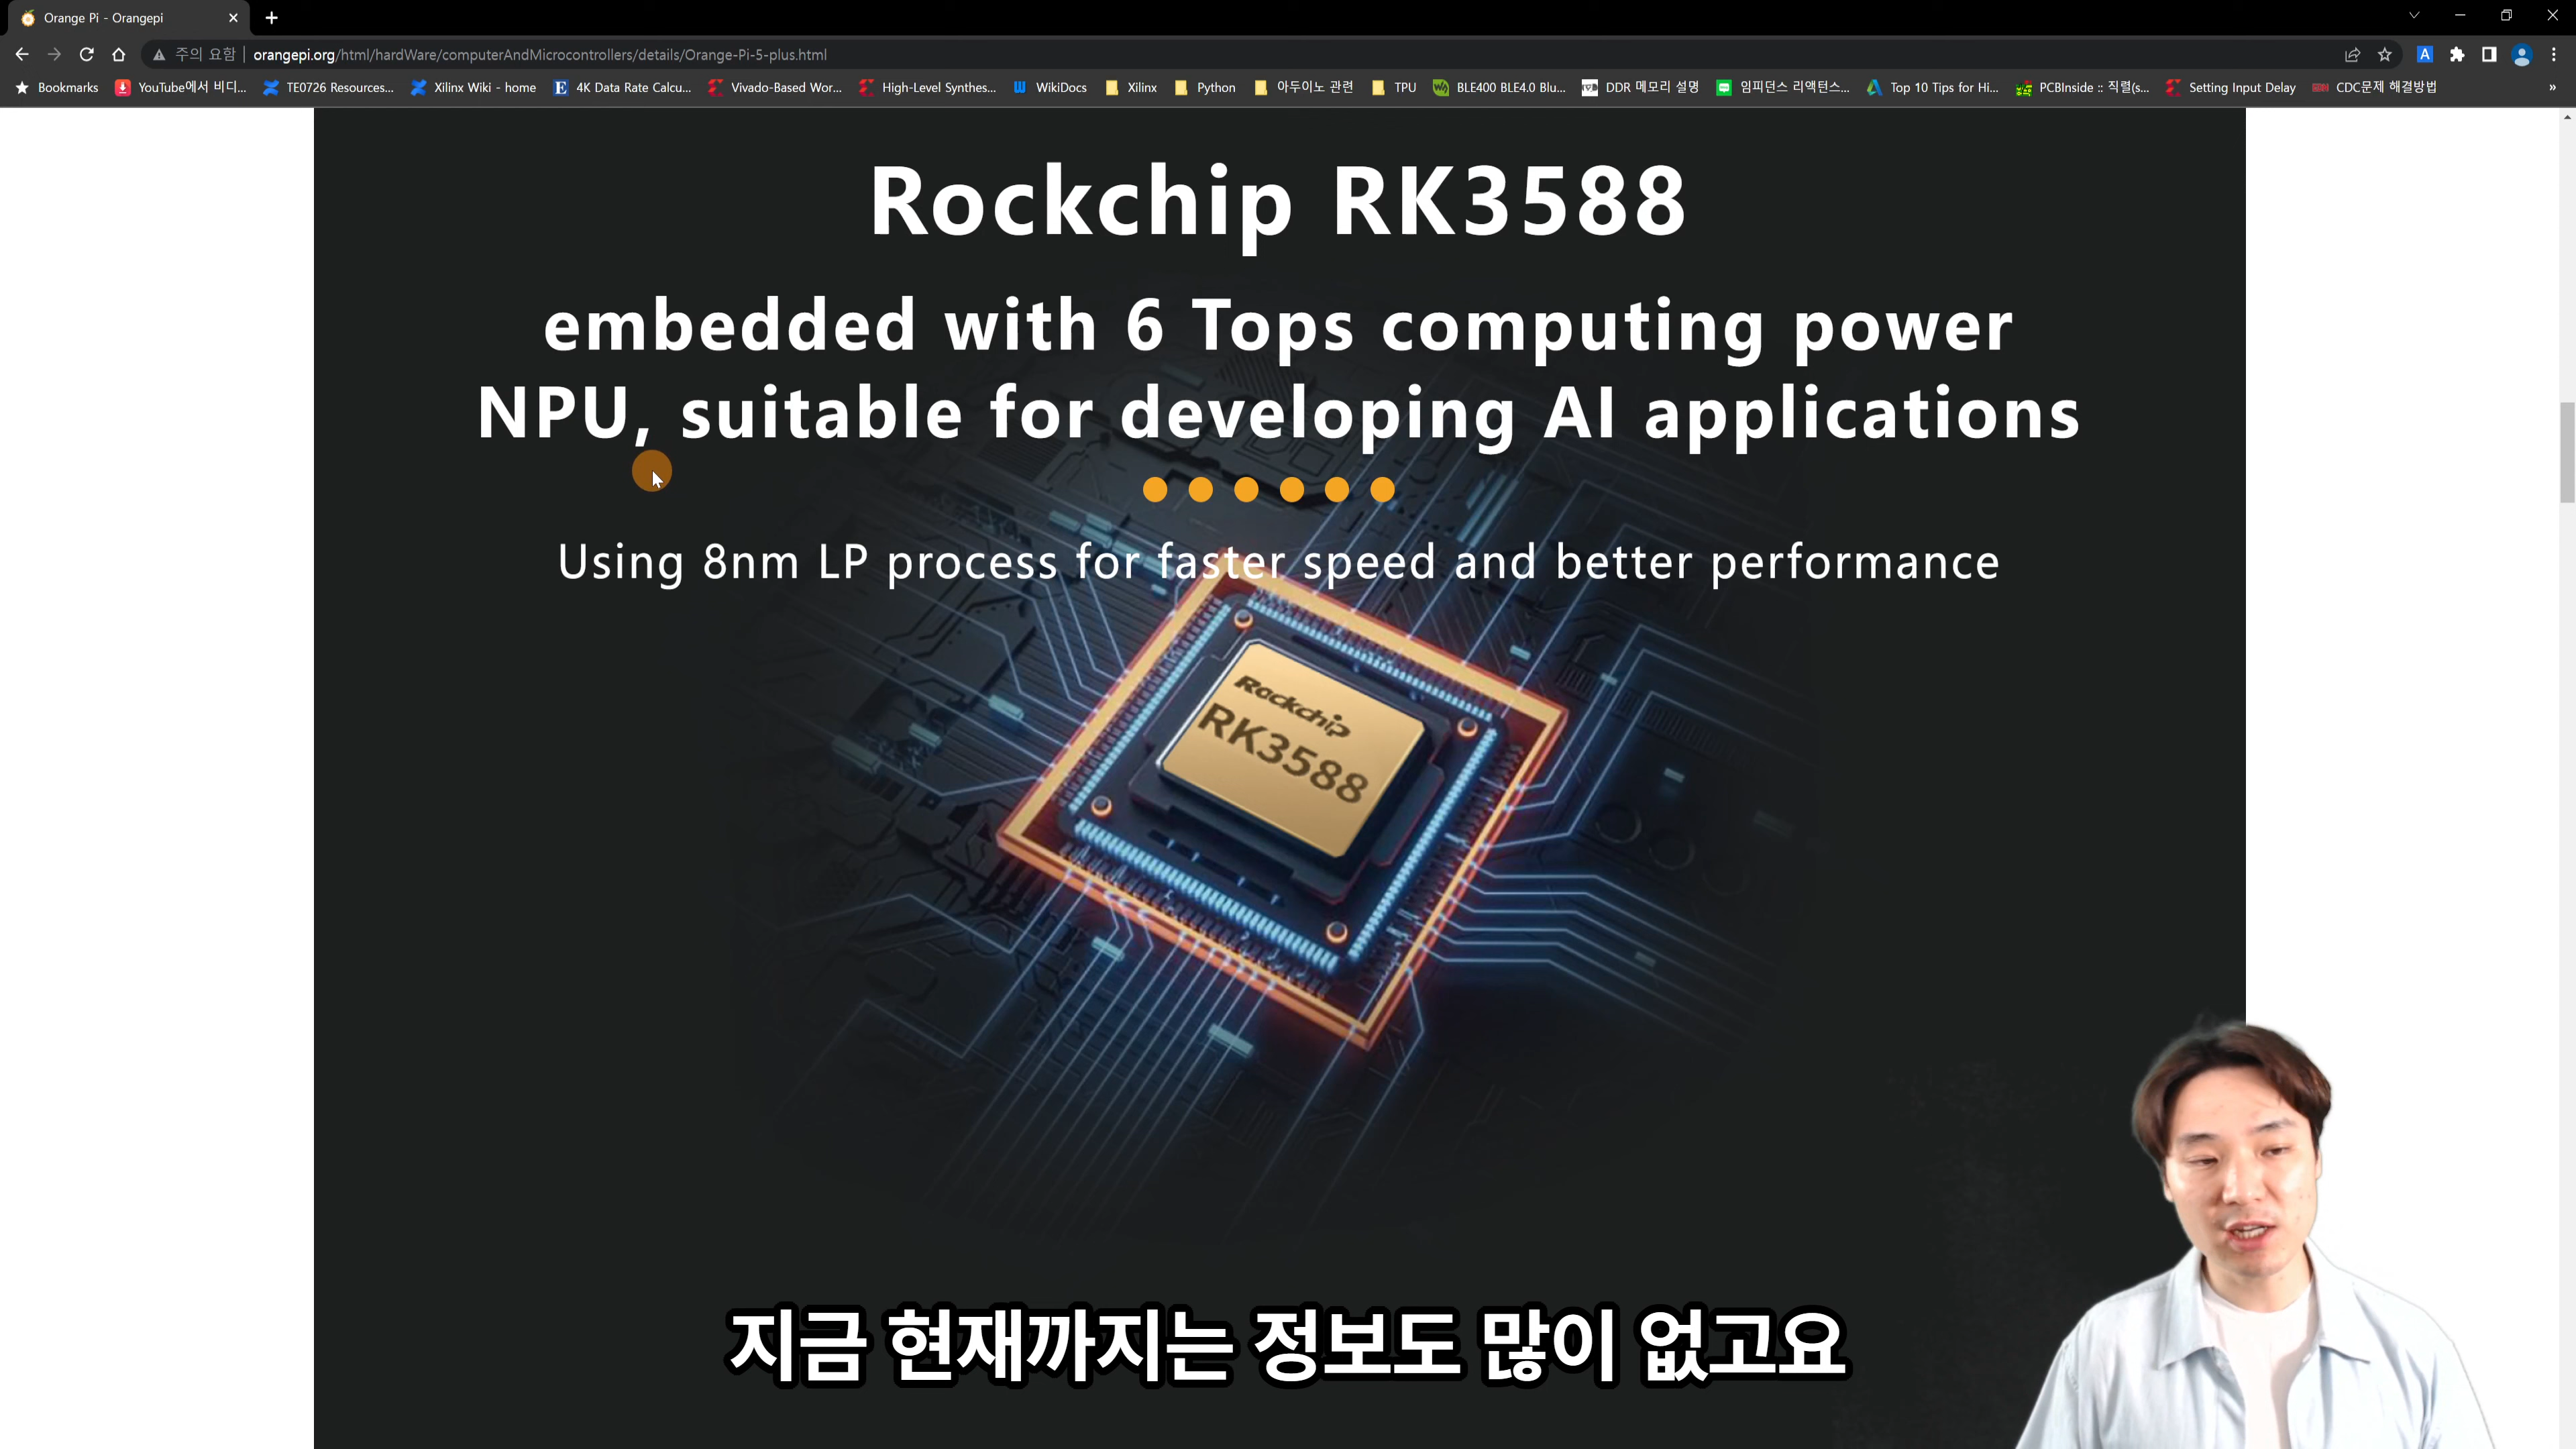 Orange Pi - Orangepi
주의 요함 orangepi.org/html/hardWare/computerAndMicrocontrollers/details/Orange-Pi-5-plus.html
Bookmarks YouTube에서 비디... TE0726 Resources... Xilinx Wiki - home 4K Data Rate Calcu... Vivado-Based Wor... High-Level Synthes... WikiDocs Xilinx Python 아두이노 관련 TPU BLE400 BLE4.0 Blu... DDR 메모리 설명 임피던스 리액턴스... Top 10 Tips for Hi... PCBInside :: 직렬(s... Setting Input Delay CDC문제 해결방법 »
Rockchip RK3588
embedded with 6 Tops computing power
NPU, suitable for developing AI applications
Using 8nm LP process for faster speed and better performance
Rockchip
RK3588
지금 현재까지는 정보도 많이 없고요